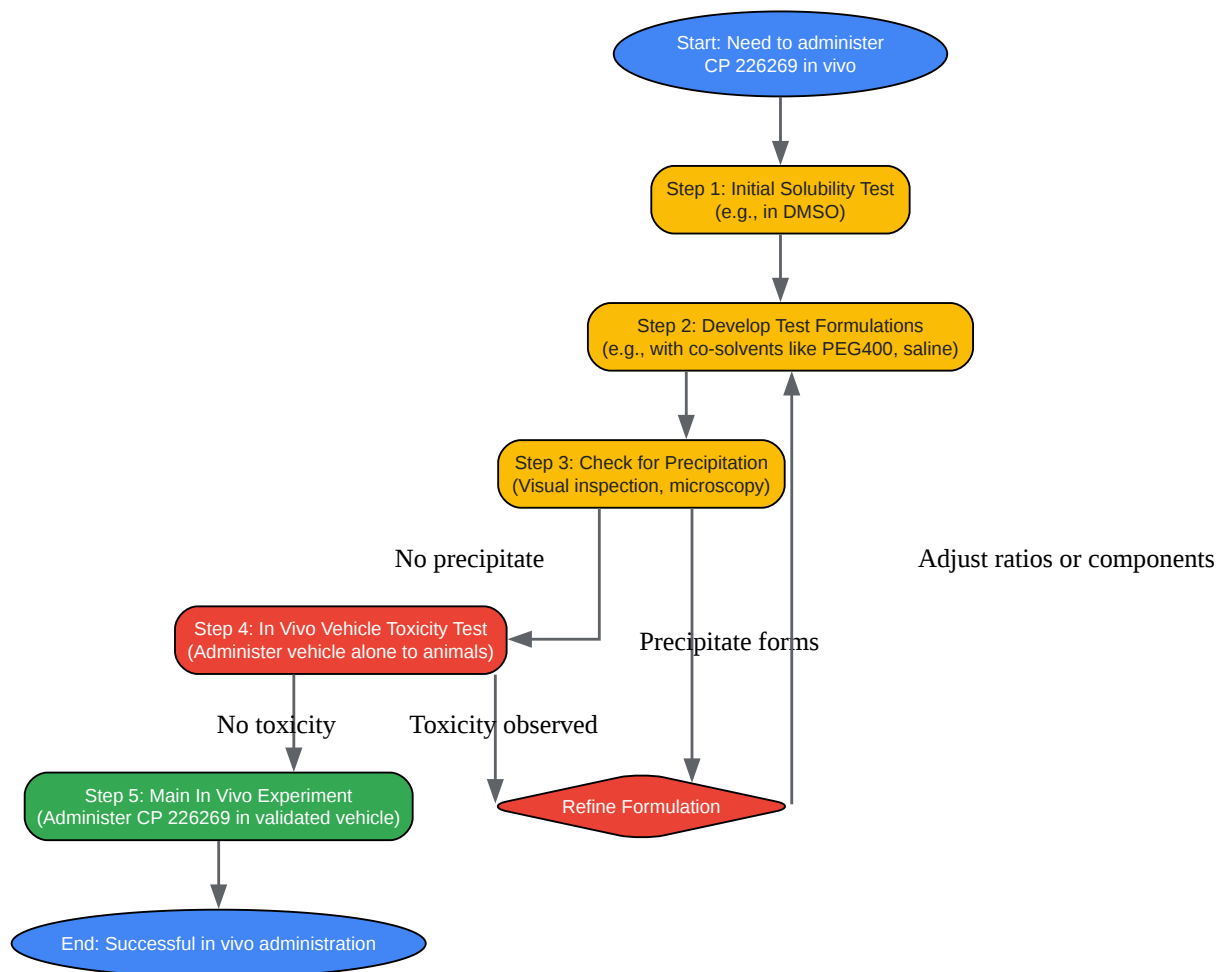 Start: Need to administer
CP 226269 in vivo
Step 1: Initial Solubility Test
(e.g., in DMSO)
Step 2: Develop Test Formulations
(e.g., with co-solvents like PEG400, saline)
Step 3: Check for Precipitation
(Visual inspection, microscopy)
No precipitate
Adjust ratios or components
Step 4: In Vivo Vehicle Toxicity Test
(Administer vehicle alone to animals)
Precipitate forms
No toxicity
Toxicity observed
Step 5: Main In Vivo Experiment
(Administer CP 226269 in validated vehicle)
Refine Formulation
End: Successful in vivo administration